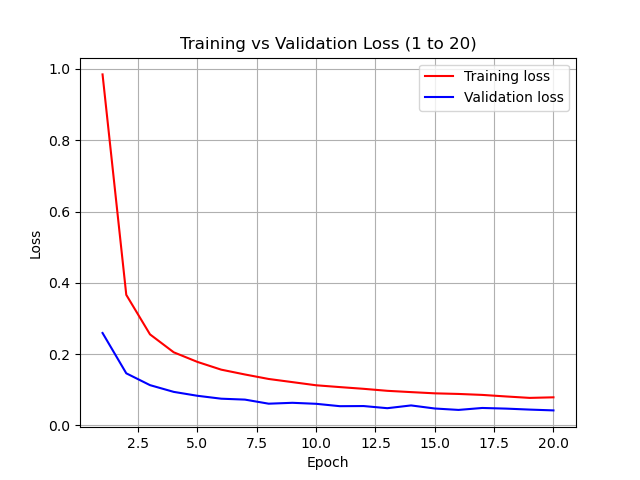 Training vs Validation Loss (1 to 20)
Training loss
Validation loss
1.0
0.8
0.6
0.4
0.2
0.0
Loss
2.5 5.0 7.5 10.0 12.5 15.0 17.5 20.0
Epoch